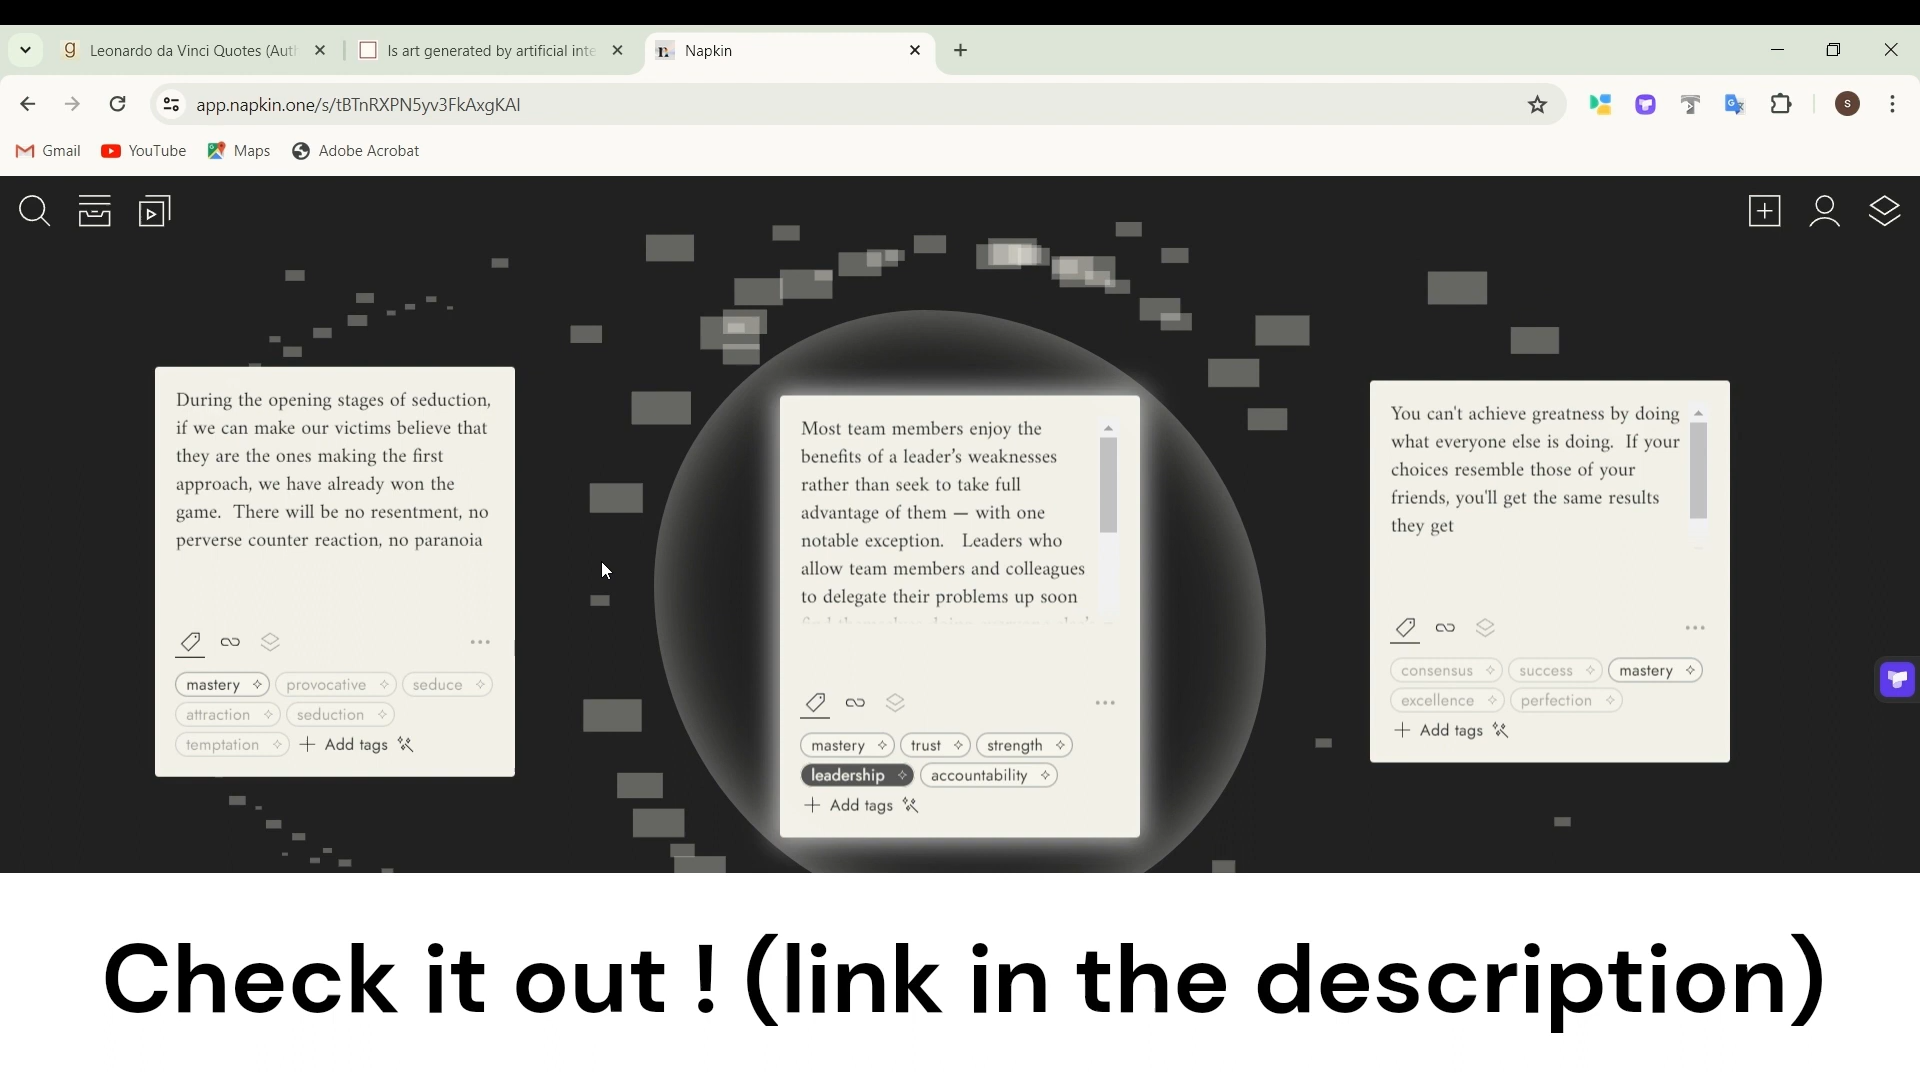 Leonardo da Vinci Quotes (Auth
Is art generated by artificial inte
Napkin
app.napkin.one/s/tBTnRXPN5yv3FkAxgKAl
S
Gmail
YouTube
Maps
Adobe Acrobat
During the opening stages of seduction,
if we can make our victims believe that
they are the ones making the first
approach, we have already won the
game. There will be no resentment, no
perverse counter reaction, no paranoia
mastery
provocative
seduce
attraction
seduction
temptation
Add tags
Most team members enjoy the
benefits of a leader’s weaknesses
rather than seek to take full
advantage of them — with one
notable exception. Leaders who
allow team members and colleagues
to delegate their problems up soon
mastery
trust
strength
leadership
accountability
Add tags
You can't achieve greatness by doing
what everyone else is doing. If your
choices resemble those of your
friends, you'll get the same results
they get
consensus
success
mastery
excellence
perfection
Add tags
Check it out ! (link in the description)